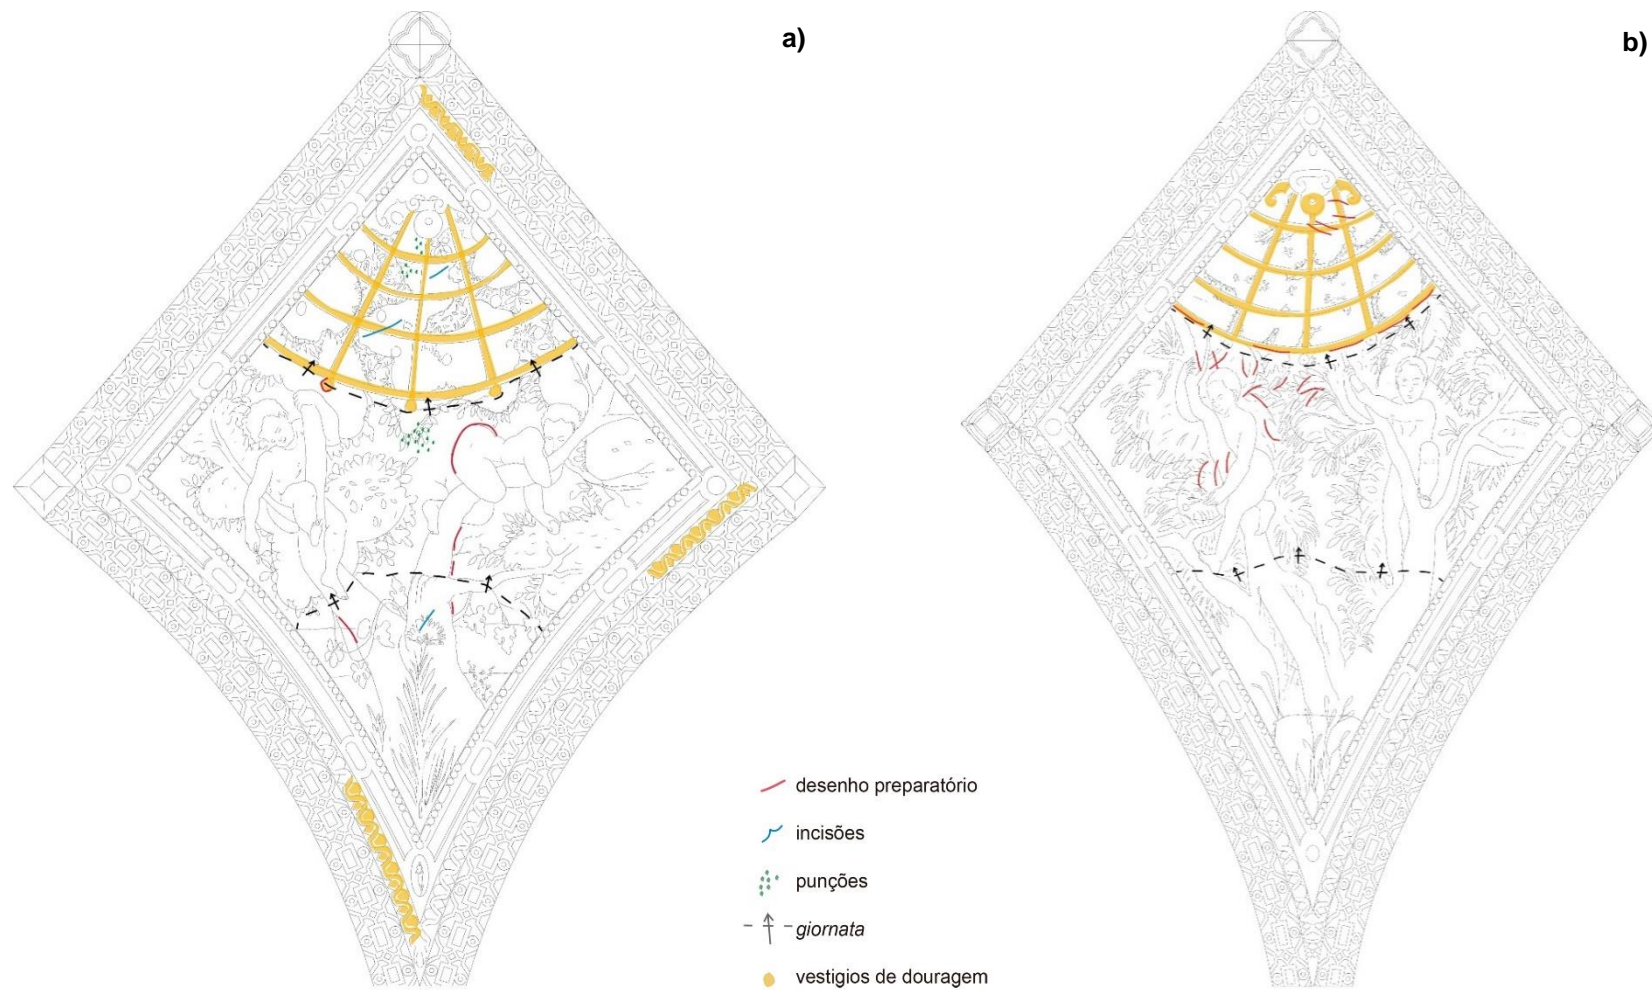 a)
b)
desenho preparatório
incisões
punções
giornata
vestigios de douragem